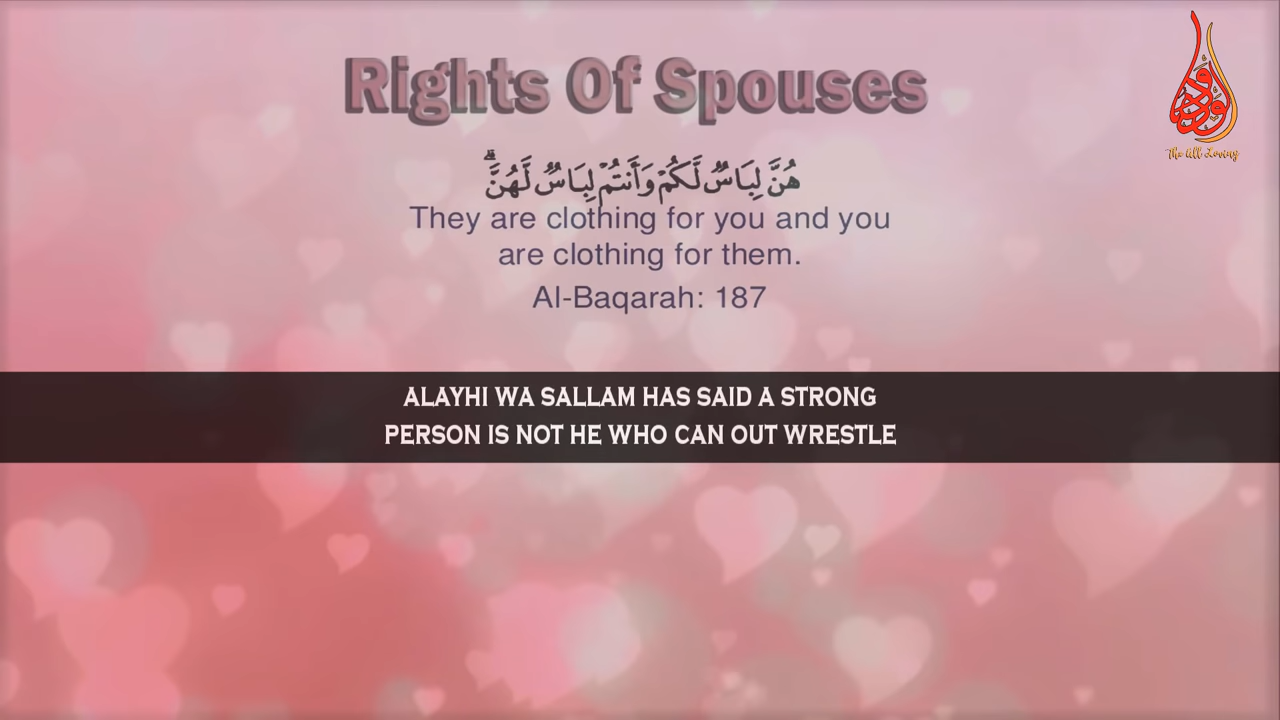 Rights Of Spouses
الودود
The All Loving
هُنَّ لِبَاسٌ لَّكُمْ وَأَنتُمْ لِبَاسٌ لَّهُنَّ ۗ
They are clothing for you and you
are clothing for them.
Al-Baqarah: 187
ALAYHI WA SALLAM HAS SAID A STRONG
PERSON IS NOT HE WHO CAN OUT WRESTLE